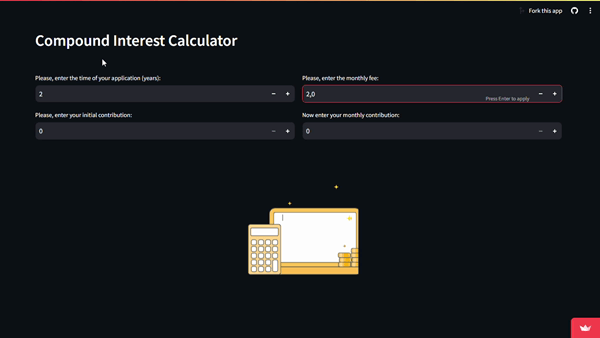 Fork this app
Compound Interest Calculator
Please, enter the time of your application (years):
Please, enter the monthly fee:
2
2,0
Press Enter to apply
Please, enter your initial contribution:
Now enter your monthly contribution:
0
0